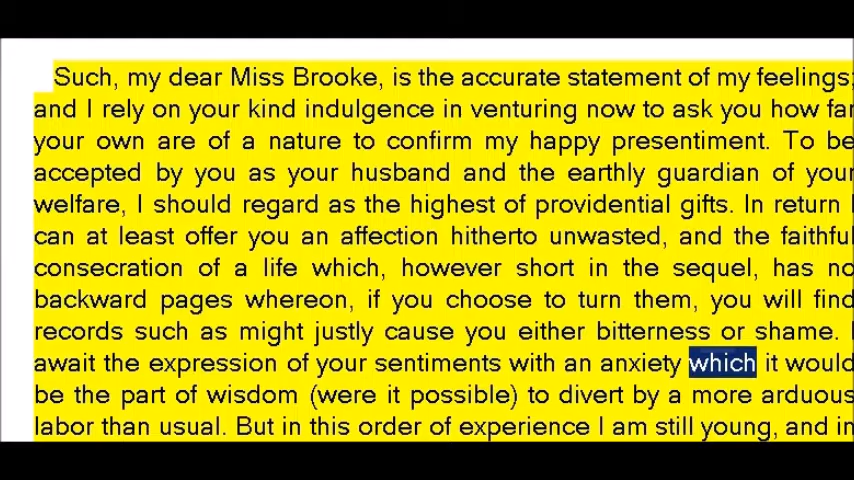 Such, my dear Miss Brooke, is the accurate statement of my feelings;
and I rely on your kind indulgence in venturing now to ask you how far
your own are of a nature to confirm my happy presentiment. To be
accepted by you as your husband and the earthly guardian of your
welfare, I should regard as the highest of providential gifts. In return I
can at least offer you an affection hitherto unwasted, and the faithful
consecration of a life which, however short in the sequel, has no
backward pages whereon, if you choose to turn them, you will find
records such as might justly cause you either bitterness or shame. I
await the expression of your sentiments with an anxiety which it would
be the part of wisdom (were it possible) to divert by a more arduous
labor than usual. But in this order of experience I am still young, and in